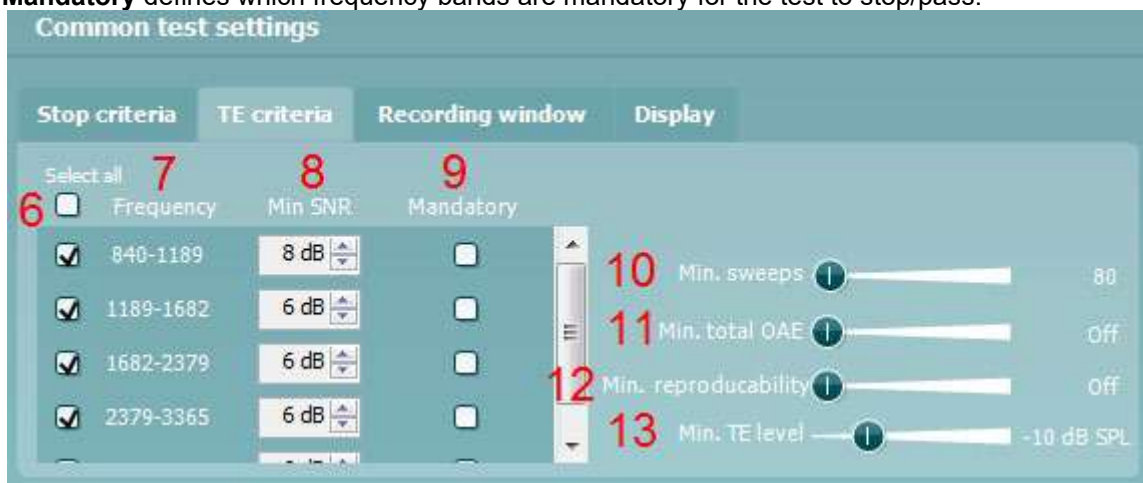 Mandatory defines which frequency bands are mandatory for the test to stop/pass.
Common test settings
Stop criteria TE criteria Recording window Display
Select all 7 8 9
6 Frequency Min SNR Mandatory
840-1189 8 dB
1189-1682 6 dB
1682-2379 6 dB
2379-3365 6 dB
10 Min. sweeps 80
11 Min. total OAE Off
12 Min. reproducability Off
13 Min. TE level -10 dB SPL